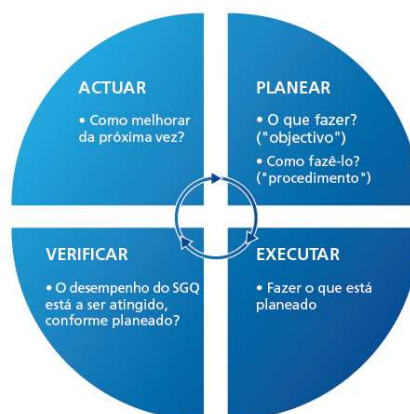 ACTUAR
• Como melhorar
da próxima vez?
PLANEAR
• O que fazer?
("objectivo")
• Como fazê-lo?
("procedimento")
VERIFICAR
• O desempenho do SGQ
está a ser atingido,
conforme planeado?
EXECUTAR
• Fazer o que está
planeado